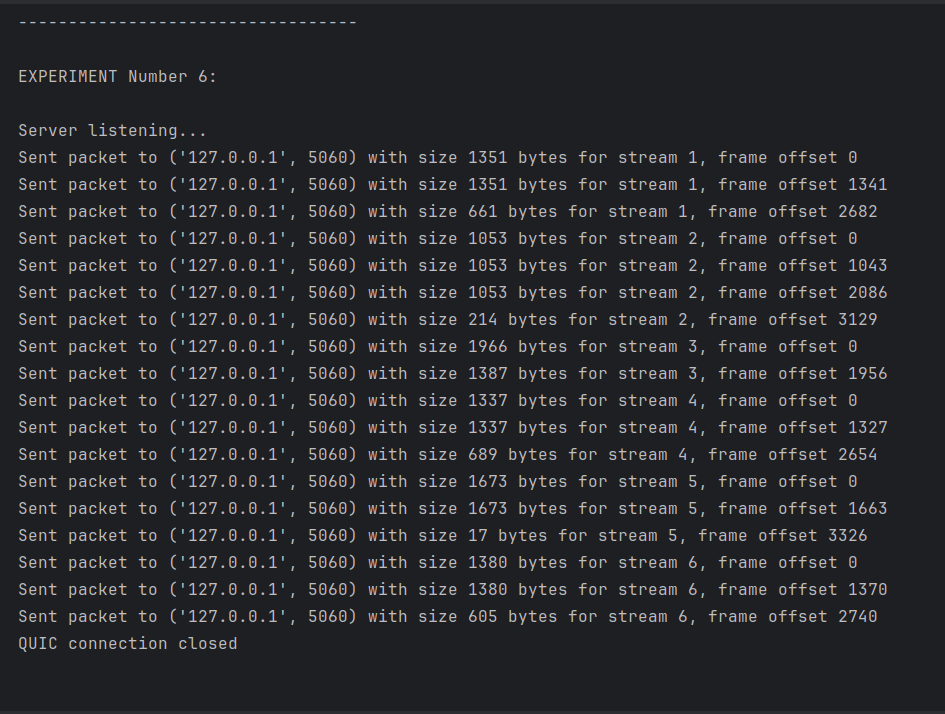 ----------------------------------
EXPERIMENT Number 6:
Server listening...
Sent packet to ('127.0.0.1', 5060) with size 1351 bytes for stream 1, frame offset 0
Sent packet to ('127.0.0.1', 5060) with size 1351 bytes for stream 1, frame offset 1341
Sent packet to ('127.0.0.1', 5060) with size 661 bytes for stream 1, frame offset 2682
Sent packet to ('127.0.0.1', 5060) with size 1053 bytes for stream 2, frame offset 0
Sent packet to ('127.0.0.1', 5060) with size 1053 bytes for stream 2, frame offset 1043
Sent packet to ('127.0.0.1', 5060) with size 1053 bytes for stream 2, frame offset 2086
Sent packet to ('127.0.0.1', 5060) with size 214 bytes for stream 2, frame offset 3129
Sent packet to ('127.0.0.1', 5060) with size 1966 bytes for stream 3, frame offset 0
Sent packet to ('127.0.0.1', 5060) with size 1387 bytes for stream 3, frame offset 1956
Sent packet to ('127.0.0.1', 5060) with size 1337 bytes for stream 4, frame offset 0
Sent packet to ('127.0.0.1', 5060) with size 1337 bytes for stream 4, frame offset 1327
Sent packet to ('127.0.0.1', 5060) with size 689 bytes for stream 4, frame offset 2654
Sent packet to ('127.0.0.1', 5060) with size 1673 bytes for stream 5, frame offset 0
Sent packet to ('127.0.0.1', 5060) with size 1673 bytes for stream 5, frame offset 1663
Sent packet to ('127.0.0.1', 5060) with size 17 bytes for stream 5, frame offset 3326
Sent packet to ('127.0.0.1', 5060) with size 1380 bytes for stream 6, frame offset 0
Sent packet to ('127.0.0.1', 5060) with size 1380 bytes for stream 6, frame offset 1370
Sent packet to ('127.0.0.1', 5060) with size 605 bytes for stream 6, frame offset 2740
QUIC connection closed